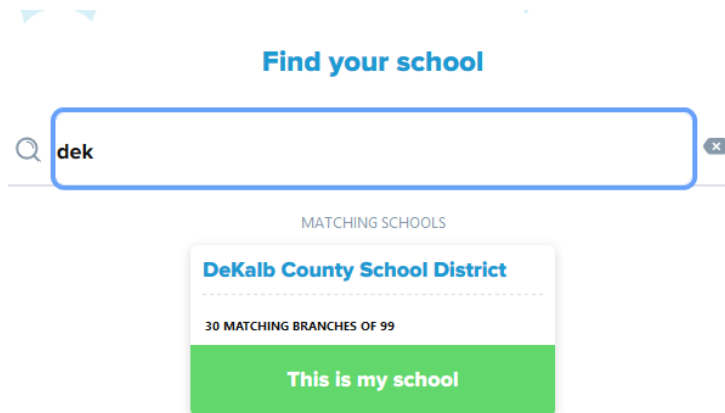 Find your school
dek
MATCHING SCHOOLS
DeKalb County School District
30 MATCHING BRANCHES OF 99
This is my school